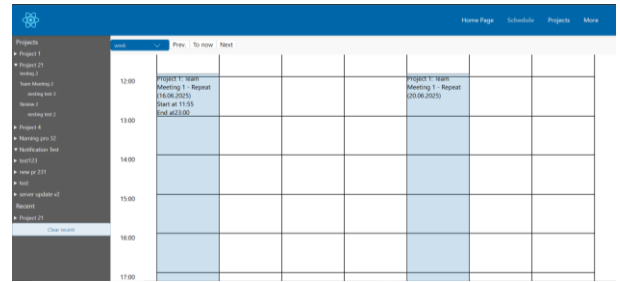 Home Page Schedule Projects More
Projects
Project 1
Project 21
testing 2
Team Meeting 2
nesting test 3
Review 2
nesting test 2
Project 4
Naming pro 32
Notification Test
test123
new pr 231
test
server update v2
Recent
Project 21
Clear recent
week Prev. To now Next
12:00
13:00
14:00
15:00
16:00
17:00
Project 1: Team
Meeting 1 - Repeat
(16.06.2025)
Start at 11:55
End at23:00
Project 1: Team
Meeting 1 - Repeat
(20.06.2025)